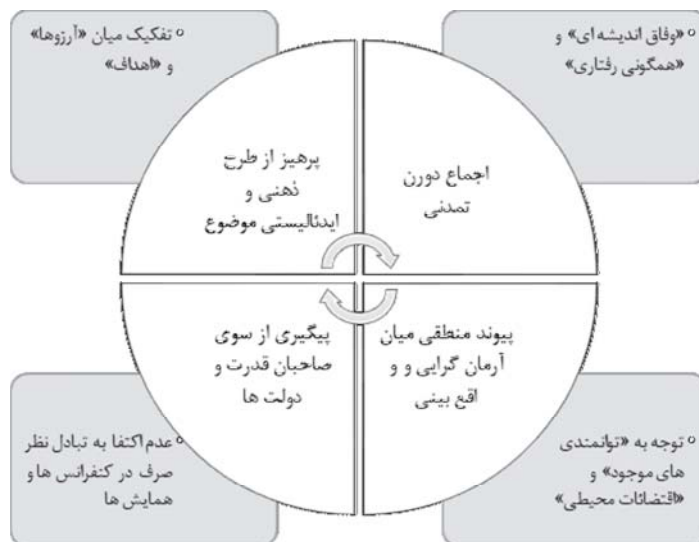 «وفاق اندیشه ای» و
«همگونی رفتاری»
تفکیک میان «آرزوها»
و «اهداف»
اجماع دورن
تمدنی
پرهیز از طرح
ذهنی و
ایدئالیستی موضوع
پیوند منطقی میان
آرمان گرایی و و
اقع بینی
پیگیری از سوی
صاحبان قدرت و
دولت ها
توجه به «توانمندی
های موجود» و
«اقتضائات محیطی»
عدم اکتفا به تبادل نظر
صرف در کنفرانس ها و
همایش ها